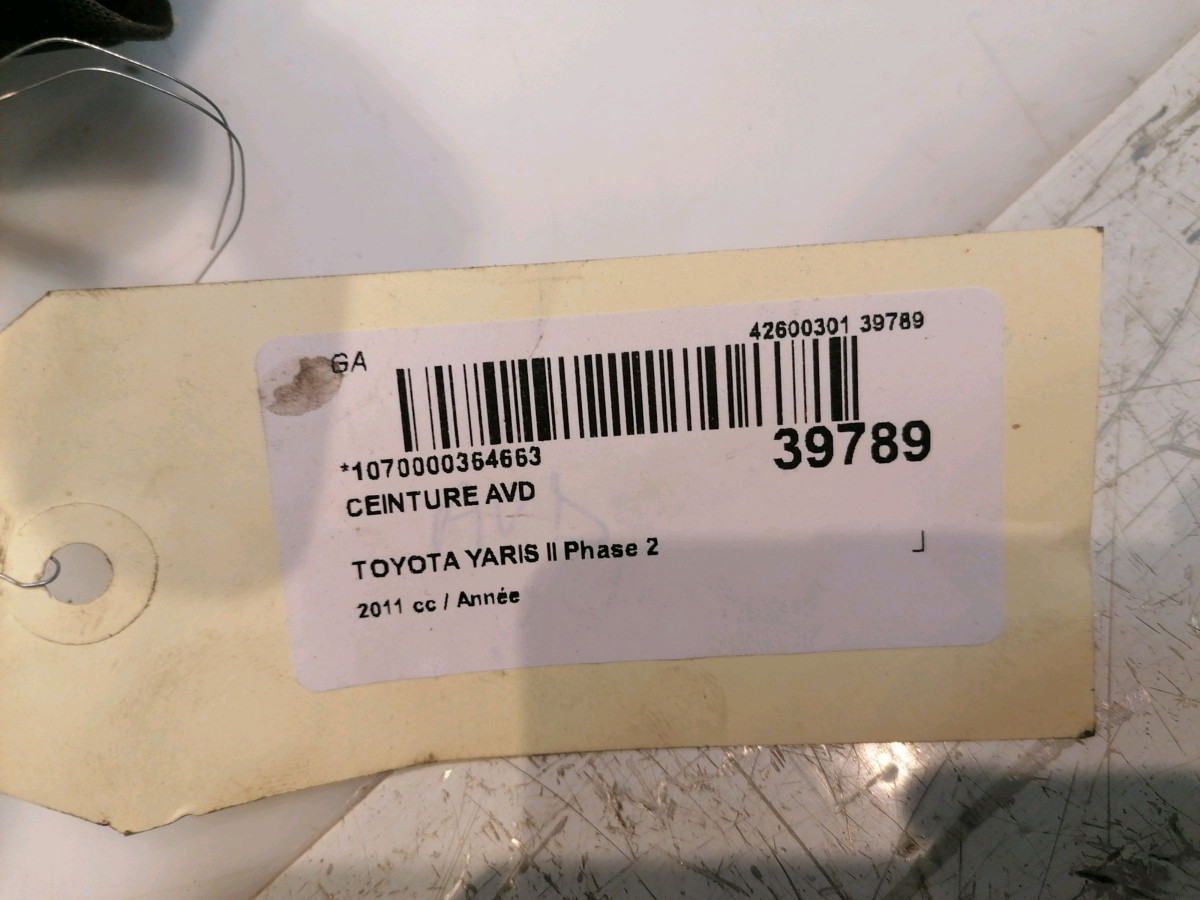 GA
42600301 39789
*1070000364663
39789
CEINTURE AVD
TOYOTA YARIS II Phase 2
2011 cc / Année